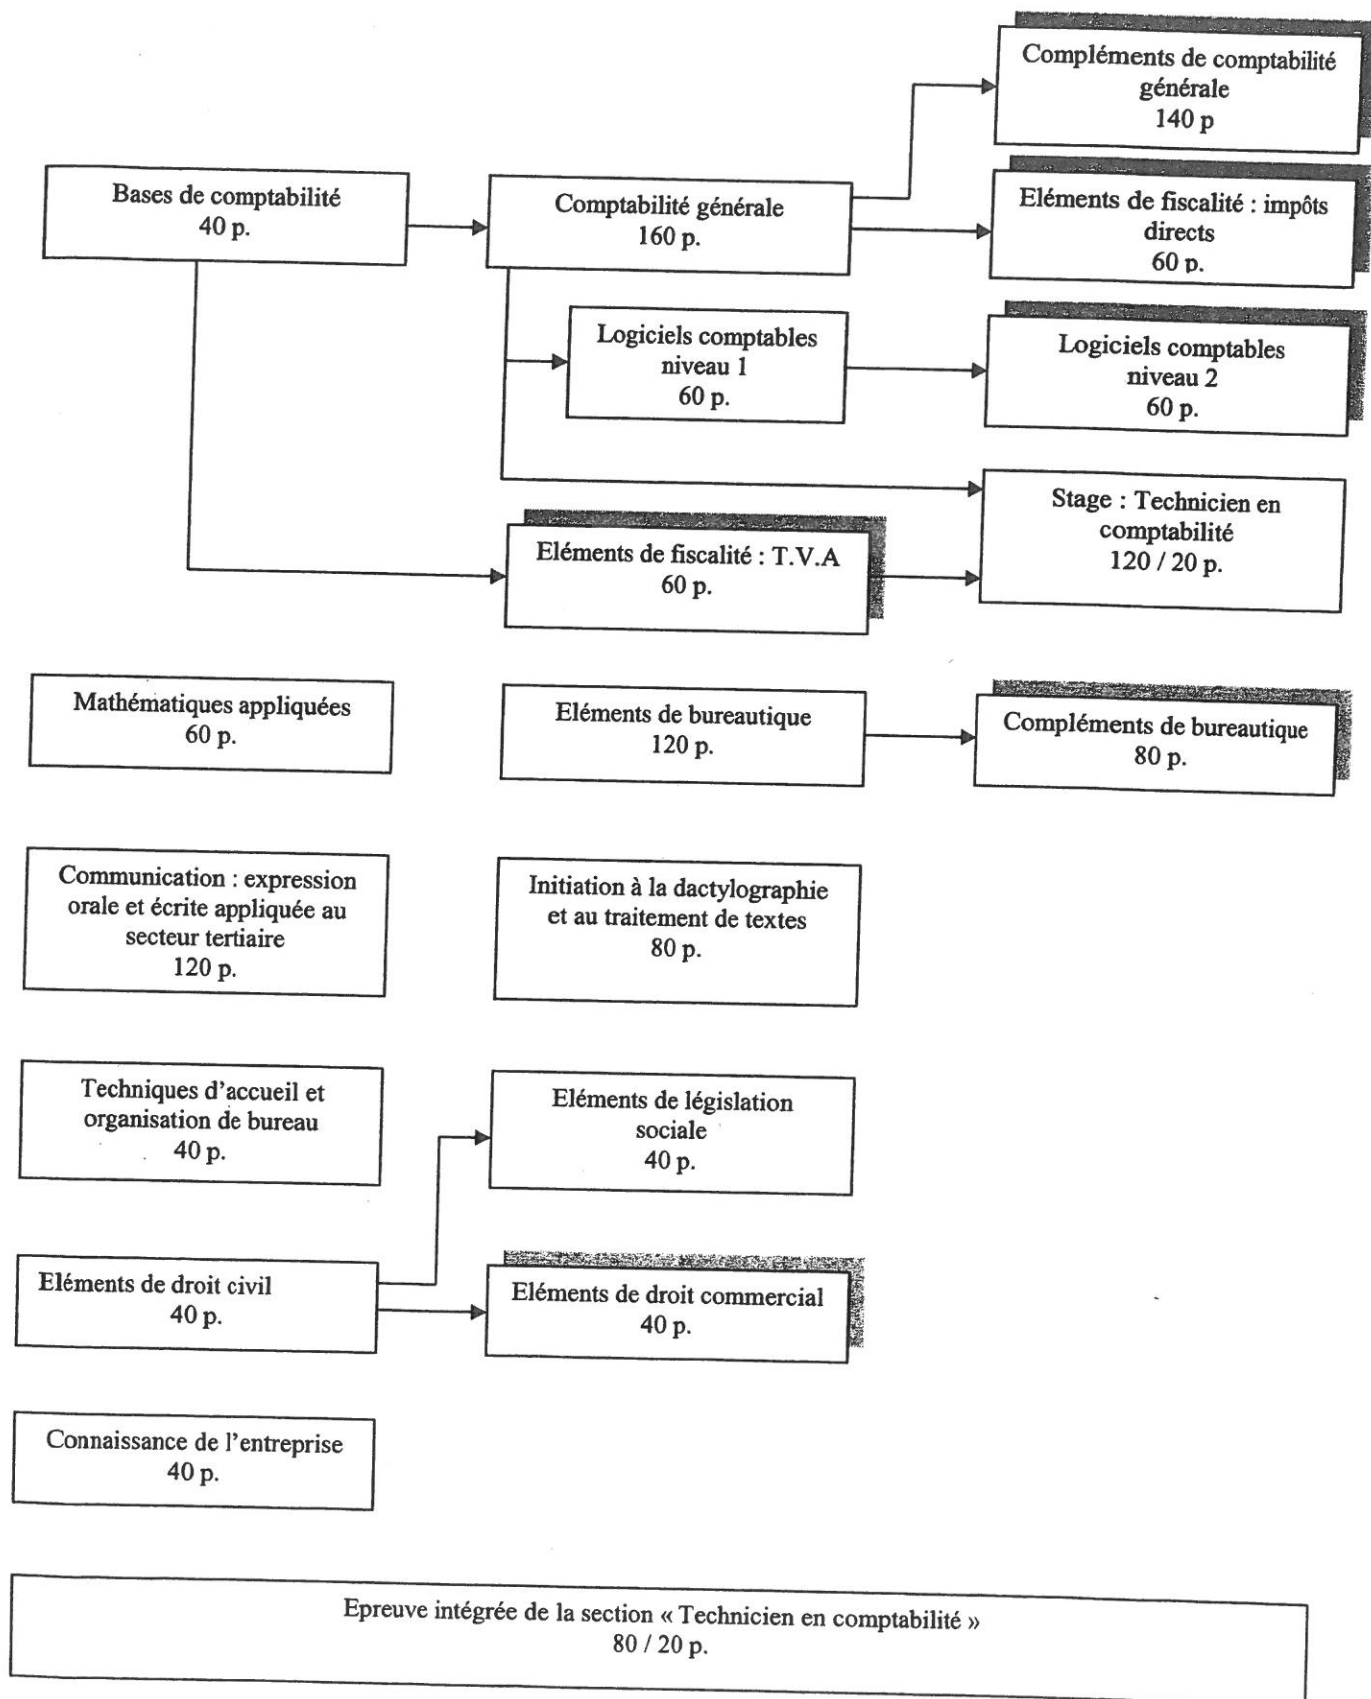 Compléments de comptabilité
générale
140 p
Bases de comptabilité
40 p.
Comptabilité générale
160 p.
Eléments de fiscalité : impôts
directs
60 p.
Logiciels comptables
niveau 1
60 p.
Logiciels comptables
niveau 2
60 p.
Stage : Technicien en
comptabilité
120 / 20 p.
Eléments de fiscalité : T.V.A
60 p.
Mathématiques appliquées
60 p.
Eléments de bureautique
120 p.
Compléments de bureautique
80 p.
Communication : expression
orale et écrite appliquée au
secteur tertiaire
120 p.
Initiation à la dactylographie
et au traitement de textes
80 p.
Techniques d'accueil et
organisation de bureau
40 p.
Eléments de législation
sociale
40 p.
Eléments de droit civil
40 p.
Eléments de droit commercial
40 p.
Connaissance de l'entreprise
40 p.
Epreuve intégrée de la section « Technicien en comptabilité »
80 / 20 p.